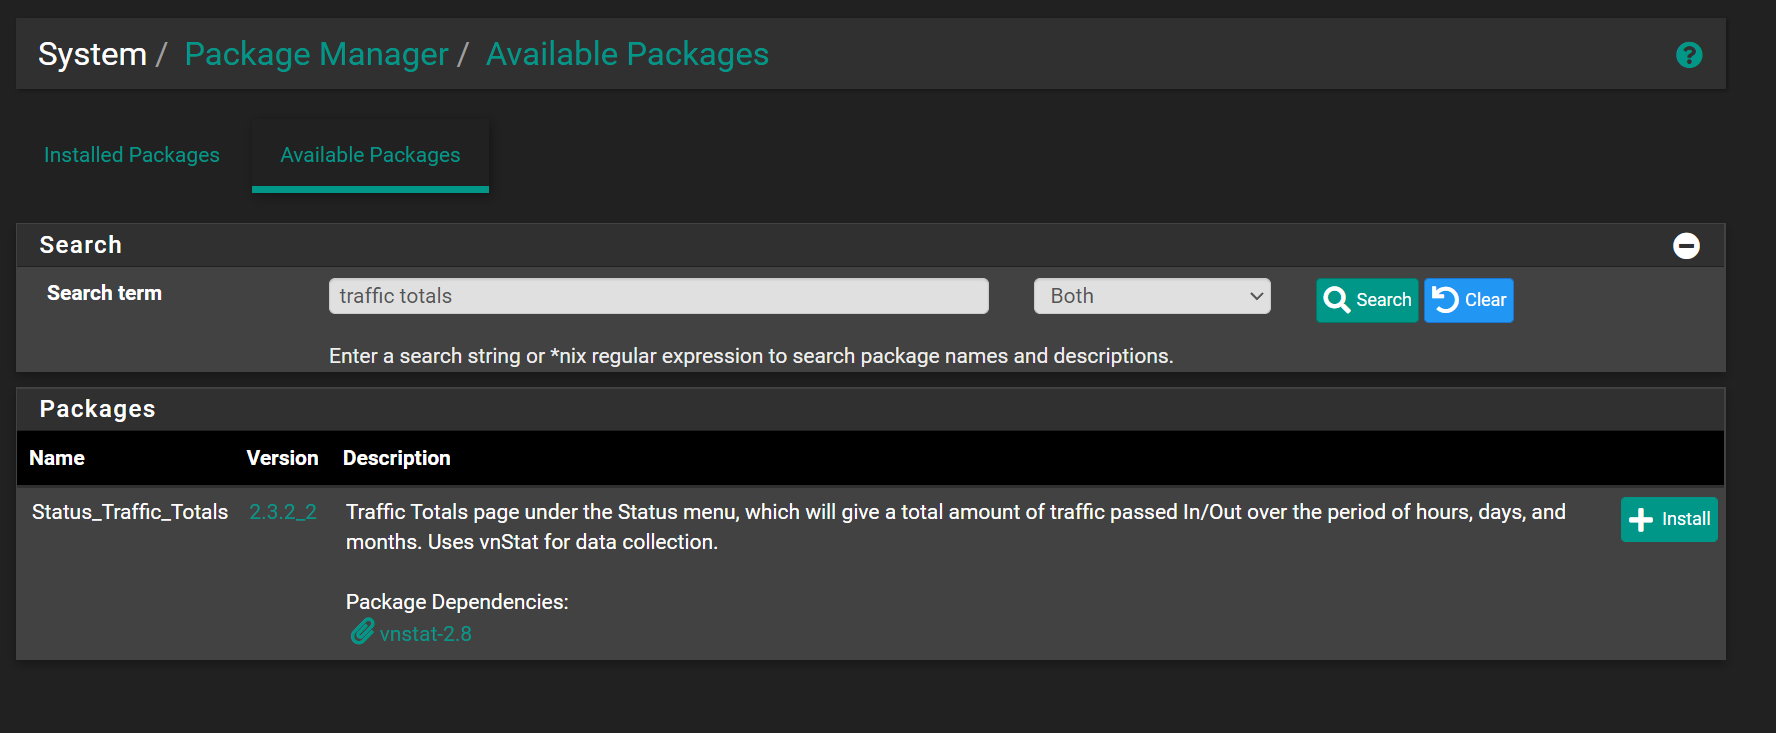 System / Package Manager / Available Packages
Installed Packages
Available Packages
Search
Search term
traffic totals
Both
Search
Clear
Enter a search string or *nix regular expression to search package names and descriptions.
Packages
Name Version Description
Status_Traffic_Totals 2.3.2_2 Traffic Totals page under the Status menu, which will give a total amount of traffic passed In/Out over the period of hours, days, and
months. Uses vnStat for data collection.
Install
Package Dependencies:
vnstat-2.8